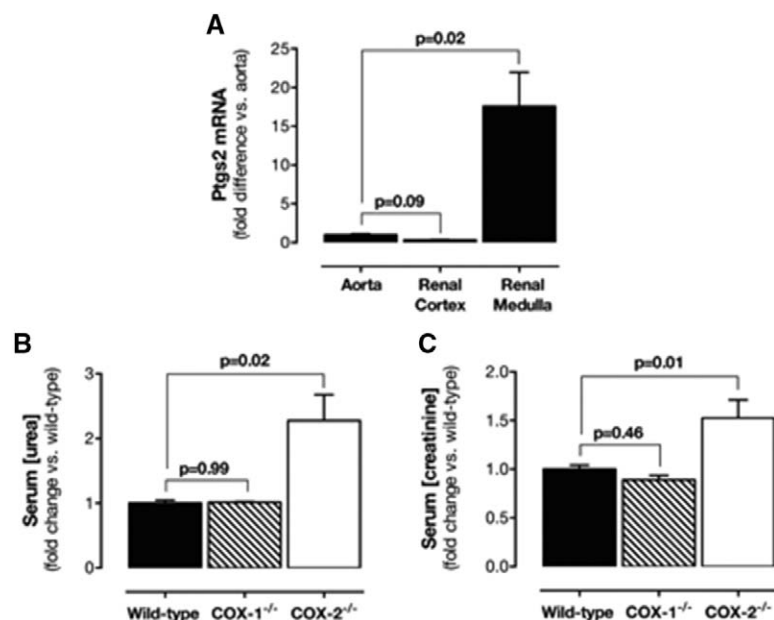 A
p=0.02
25
20
15
10
5
0
Ptgs2 mRNA
(fold difference vs. aorta)
p=0.09
Aorta
Renal
Cortex
Renal
Medulla
B
p=0.02
3
2
1
0
Serum [urea]
(fold change vs. wild-type)
p=0.99
Wild-type
COX-1⁻/⁻
COX-2⁻/⁻
C
p=0.01
2.0
1.5
1.0
0.5
0.0
Serum [creatinine]
(fold change vs. wild-type)
p=0.46
Wild-type
COX-1⁻/⁻
COX-2⁻/⁻